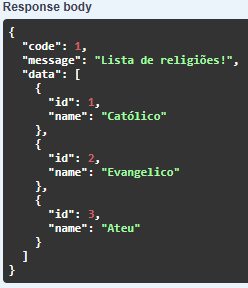 Response body
{
  "code": 1,
  "message": "Lista de religiões!",
  "data": [
    {
      "id": 1,
      "name": "Católico"
    },
    {
      "id": 2,
      "name": "Evangelico"
    },
    {
      "id": 3,
      "name": "Ateu"
    }
  ]
}